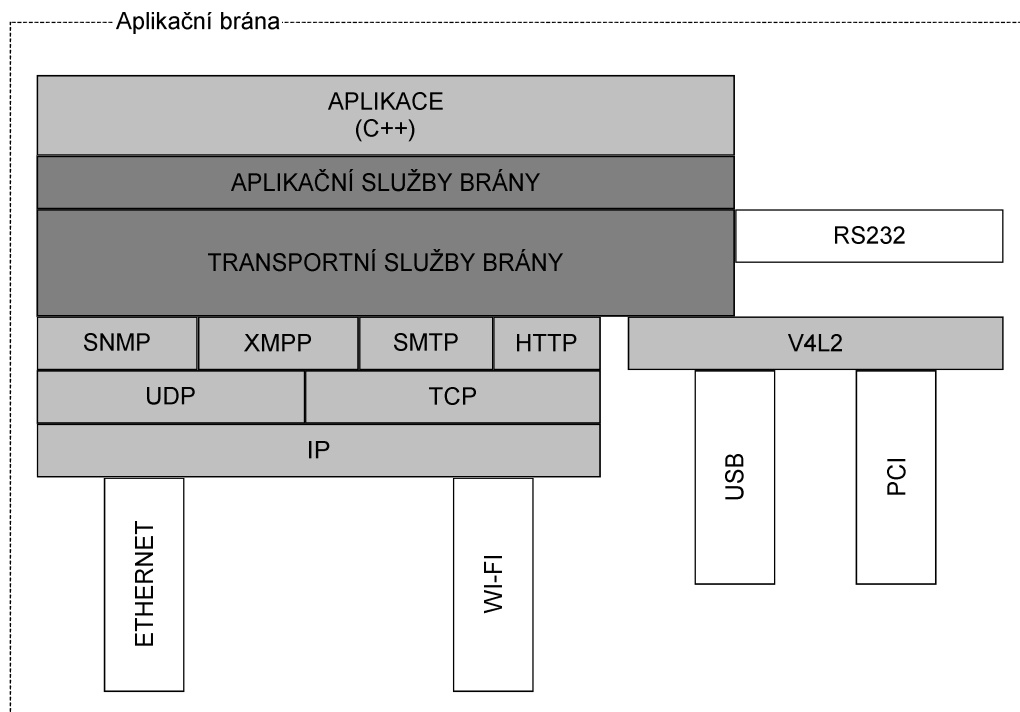 Aplikační brána
APLIKACE
(C++)
APLIKAČNÍ SLUŽBY BRÁNY
TRANSPORTNÍ SLUŽBY BRÁNY
RS232
SNMP
XMPP
SMTP
HTTP
V4L2
UDP
TCP
IP
USB
PCI
ETHERNET
WI-FI